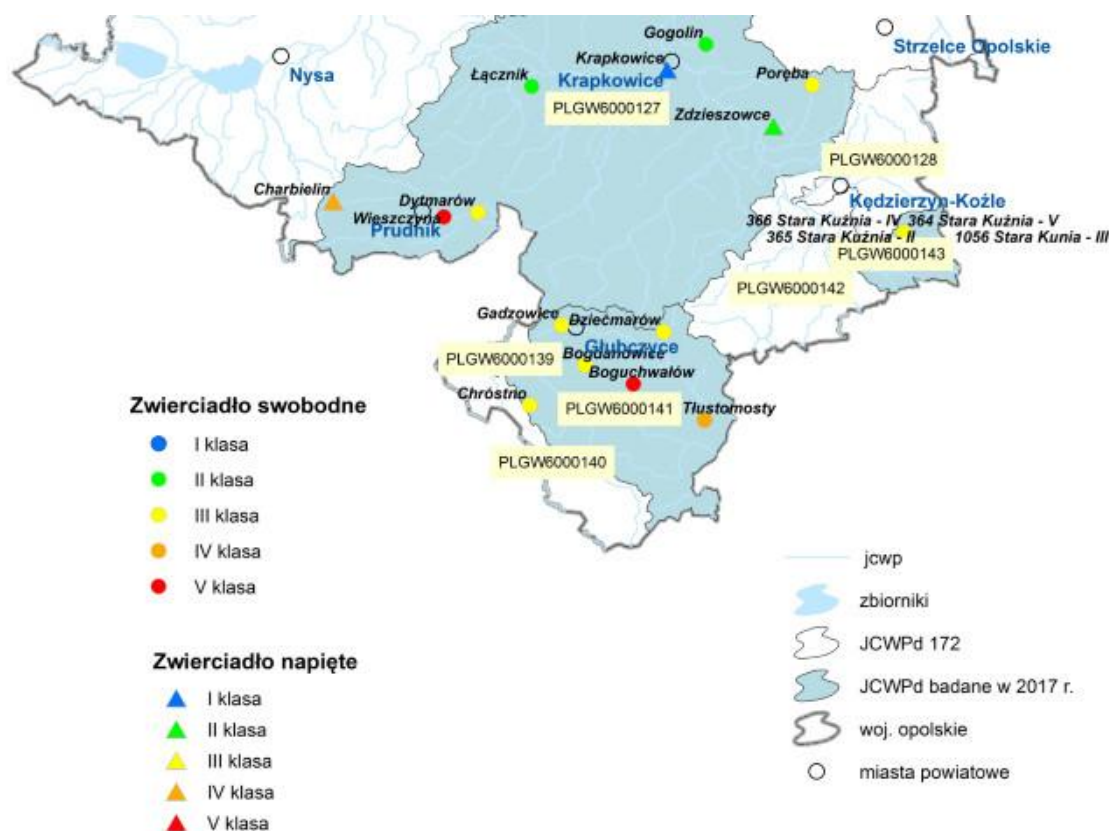 Gogolin
Strzelce Opolskie
Krapkowice
Nysa
Krapkowice
Łącznik
Poręba
PLGW6000127
Zdzieszowce
PLGW6000128
Charbielin
Dytmarów
Kędzierzyn-Koźle
Wieszczyna
Prudnik
366 Stara Kuźnia - IV 364 Stara Kuźnia - V
365 Stara Kuźnia - II 1056 Stara Kunia - III
PLGW6000143
PLGW6000142
Gadzowice
Dziećmarów
Głubczyce
PLGW6000139
Bogdanowice
Boguchwałów
Chróstno
PLGW6000141
Tłustomosty
PLGW6000140
Zwierciadło swobodne
I klasa
II klasa
III klasa
IV klasa
V klasa
Zwierciadło napięte
I klasa
II klasa
III klasa
IV klasa
V klasa
jcwp
zbiorniki
JCWPd 172
JCWPd badane w 2017 r.
woj. opolskie
miasta powiatowe